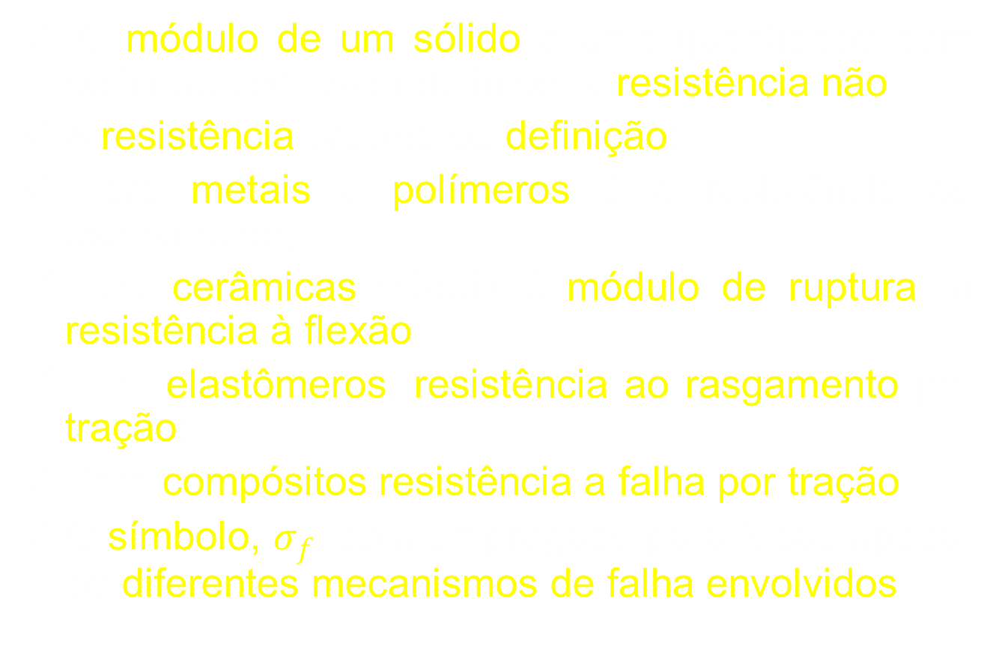 módulo de um sólido
resistência não
resistência definição
metais polímeros
cerâmicas módulo de ruptura
resistência à flexão
elastômeros resistência ao rasgamento
tração
compósitos resistência a falha por tração
símbolo, σ_f
diferentes mecanismos de falha envolvidos